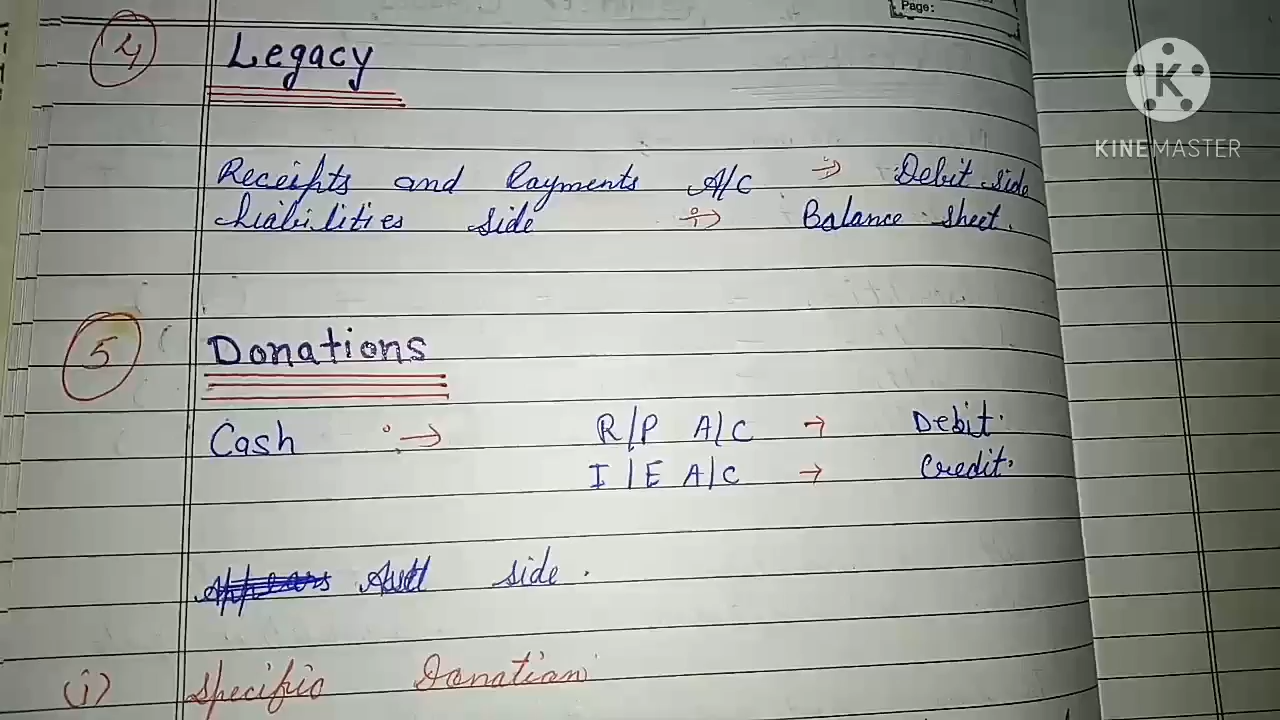 Page:
K
KINEMASTER
4 Legacy
Receipts and Payments A/C ÷> Debit side
Liabilities side ÷> Balance sheet.
5 Donations
Cash :→ R/P A/C → Debit.
I/E A/C → Credit.
side.
(i) Specific Donation